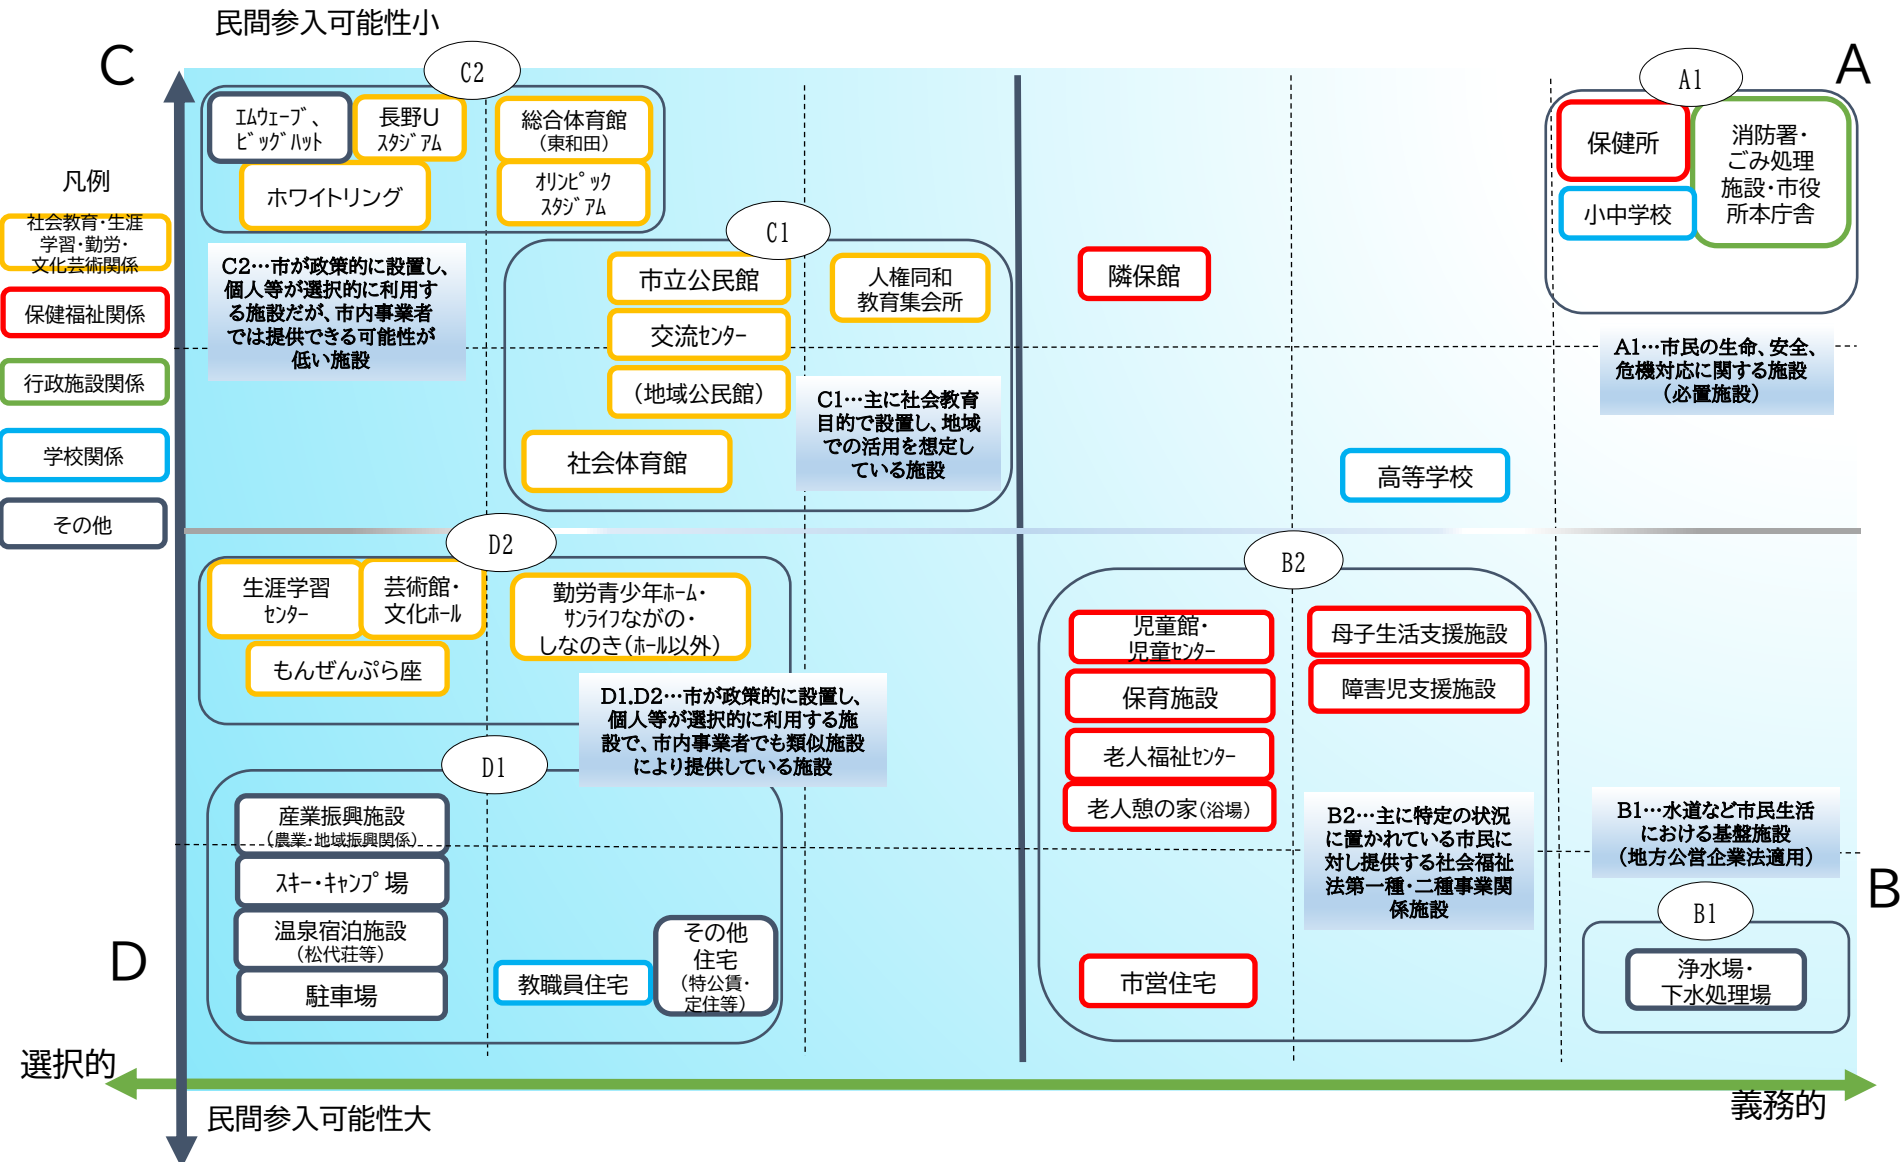 民間参入可能性小
C
A
凡例
社会教育・生涯
学習・勤労・
文化芸術関係
保健福祉関係
行政施設関係
学校関係
その他
C2
ｴﾑｳｪｰﾌﾞ、
ﾋﾞｯｸﾞﾊｯﾄ
長野U
ｽﾀｼﾞｱﾑ
総合体育館
（東和田）
ホワイトリング
ｵﾘﾝﾋﾟｯｸ
ｽﾀｼﾞｱﾑ
C2…市が政策的に設置し、
個人等が選択的に利用す
る施設だが、市内事業者
では提供できる可能性が
低い施設
C1
市立公民館
人権同和
教育集会所
交流ｾﾝﾀｰ
（地域公民館）
社会体育館
C1…主に社会教育
目的で設置し、地域
での活用を想定し
ている施設
隣保館
高等学校
A1
保健所
小中学校
消防署・
ごみ処理
施設・市役
所本庁舎
A1…市民の生命、安全、
危機対応に関する施設
（必置施設）
D2
生涯学習
ｾﾝﾀｰ
芸術館・
文化ﾎｰﾙ
勤労青少年ﾎｰﾑ・
ｻﾝﾗｲﾌながの・
しなのき（ﾎｰﾙ以外）
もんぜんぷら座
D1.D2…市が政策的に設置し、
個人等が選択的に利用する施
設で、市内事業者でも類似施設
により提供している施設
D1
産業振興施設
（農業・地域振興関係）
ｽｷｰ・ｷｬﾝﾌﾟ場
温泉宿泊施設
（松代荘等）
駐車場
教職員住宅
その他
住宅
（特公賃・
定住等）
B2
児童館・
児童ｾﾝﾀｰ
保育施設
老人福祉ｾﾝﾀｰ
老人憩の家（浴場）
母子生活支援施設
障害児支援施設
B2…主に特定の状況
に置かれている市民に
対し提供する社会福祉
法第一種・二種事業関
係施設
市営住宅
B1…水道など市民生活
における基盤施設
（地方公営企業法適用）
B1
浄水場・
下水処理場
B
D
選択的
義務的
民間参入可能性大